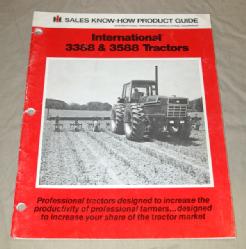 IH SALES KNOW-HOW PRODUCT GUIDE
International
3388 & 3588 Tractors
Professional tractors designed to increase the
productivity of professional farmers...designed
to increase your share of the tractor market